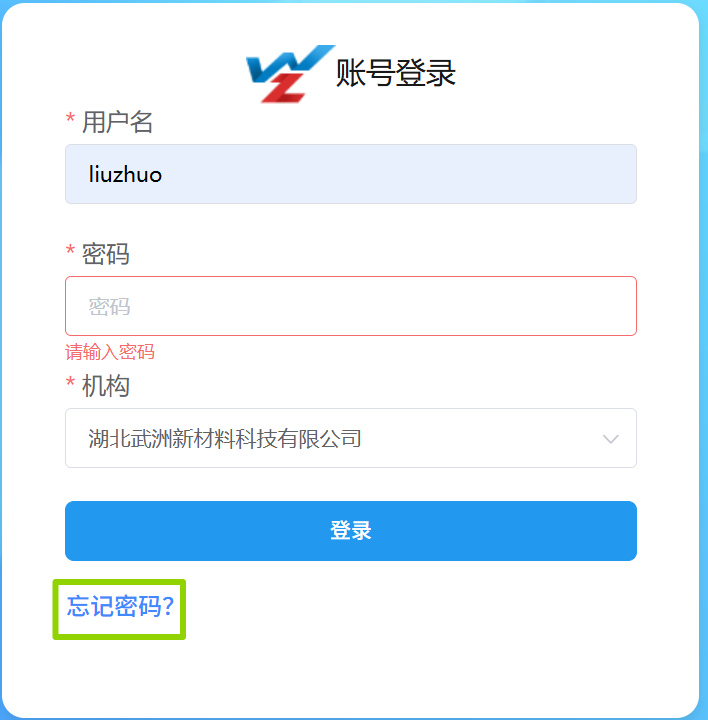 账号登录
* 用户名
liuzhuo
* 密码
密码
请输入密码
* 机构
湖北武洲新材料科技有限公司
登录
忘记密码？